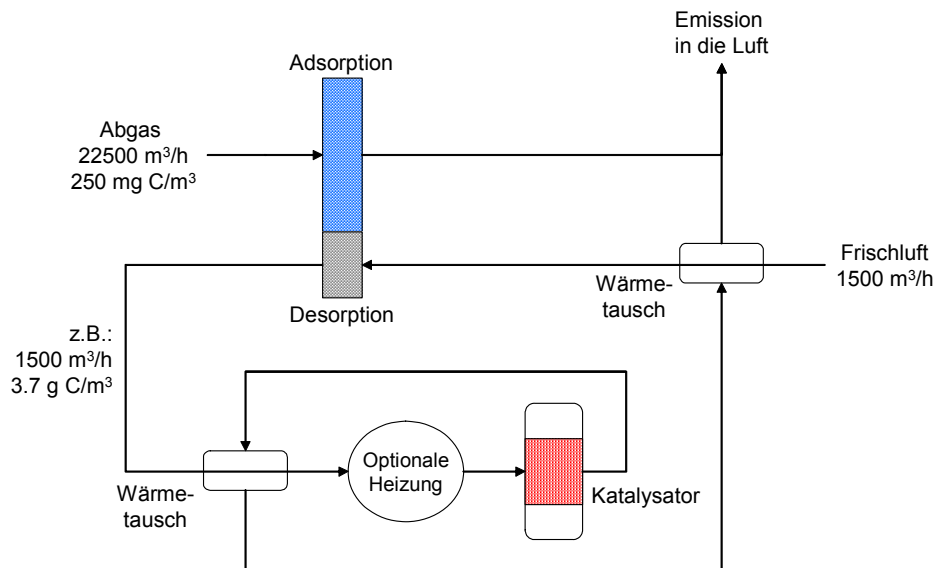 Emission
in die Luft
Adsorption
Abgas
22500 m³/h
250 mg C/m³
Frischluft
1500 m³/h
Wärme-
tausch
Desorption
z.B.:
1500 m³/h
3.7 g C/m³
Optionale
Heizung
Wärme-
tausch
Katalysator